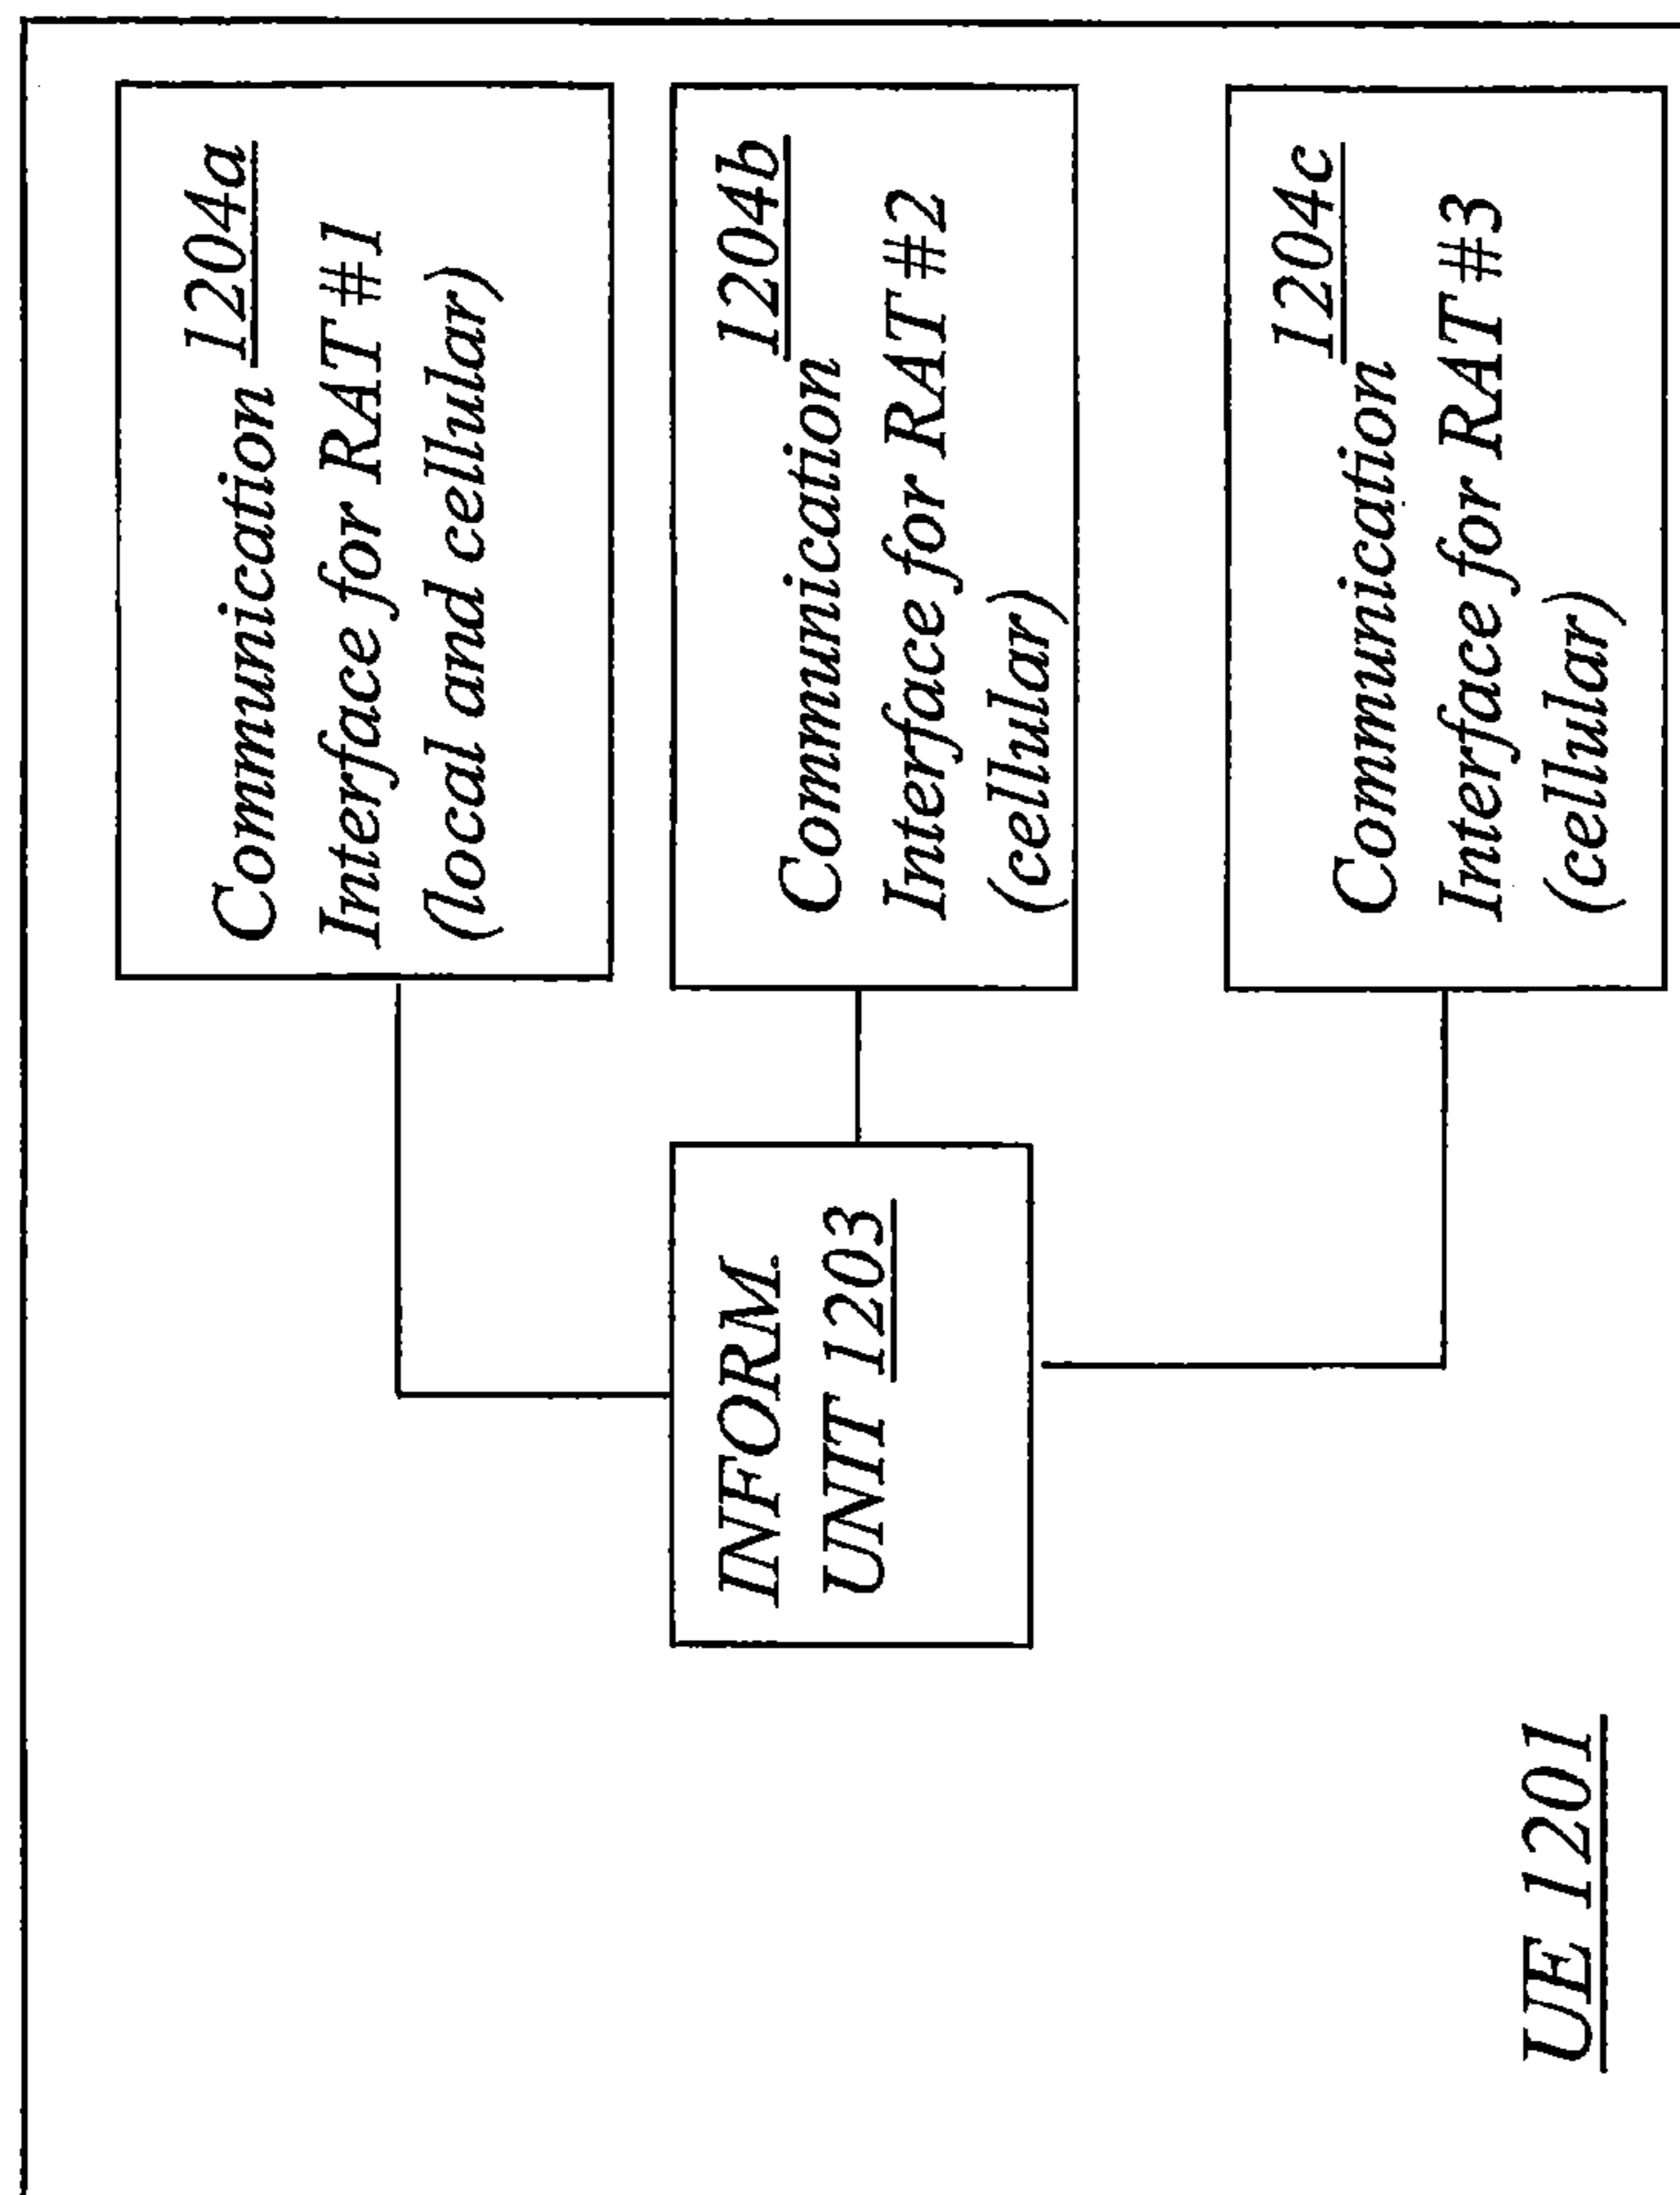 Communication 1204a
Interface for RAT #1
(local and cellular)
1204b
Communication
Interface for RAT #2
(cellular)
1204c
Communication
Interface for RAT #3
(cellular)
INFORM.
UNIT 1203
UE 1201